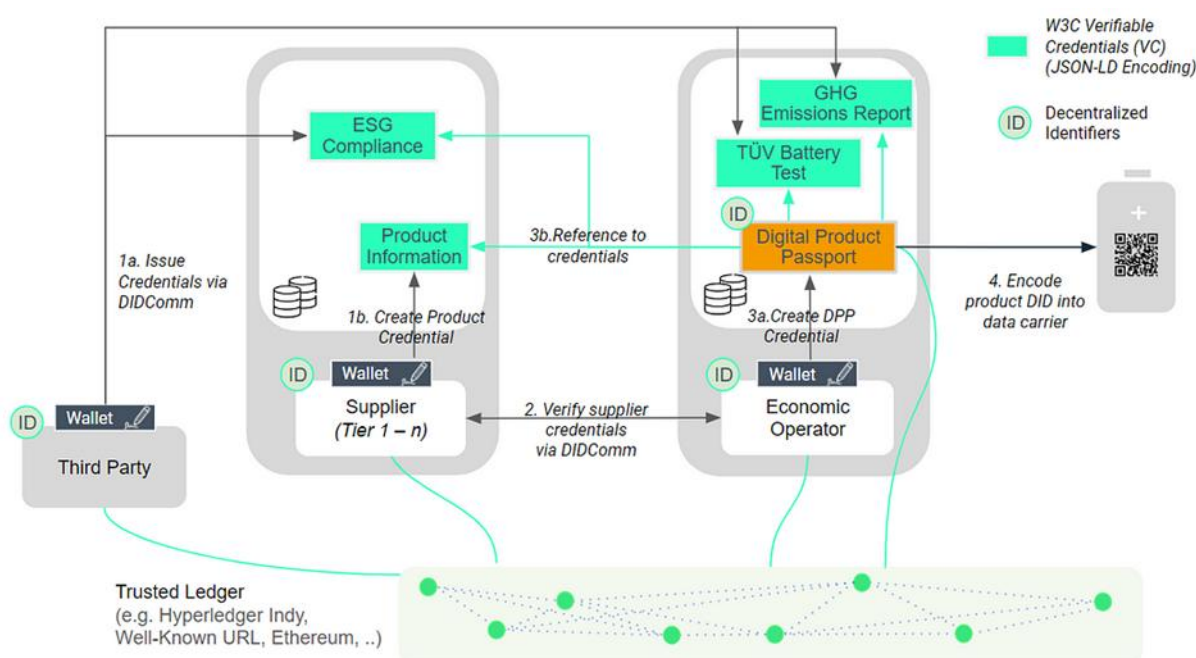 W3C Verifiable
Credentials (VC)
(JSON-LD Encoding)
ID
Decentralized
Identifiers
GHG
Emissions Report
ESG
Compliance
TÜV Battery
Test
ID
Product
Information
3b.Reference to
credentials
Digital Product
Passport
+
1a. Issue
Credentials via
DIDComm
4. Encode
product DID into
data carrier
1b. Create Product
Credential
3a.Create DPP
Credential
ID
Wallet
Supplier
(Tier 1 – n)
2. Verify supplier
credentials
via DIDComm
ID
Wallet
Economic
Operator
ID
Wallet
Third Party
Trusted Ledger
(e.g. Hyperledger Indy,
Well-Known URL, Ethereum, ..)